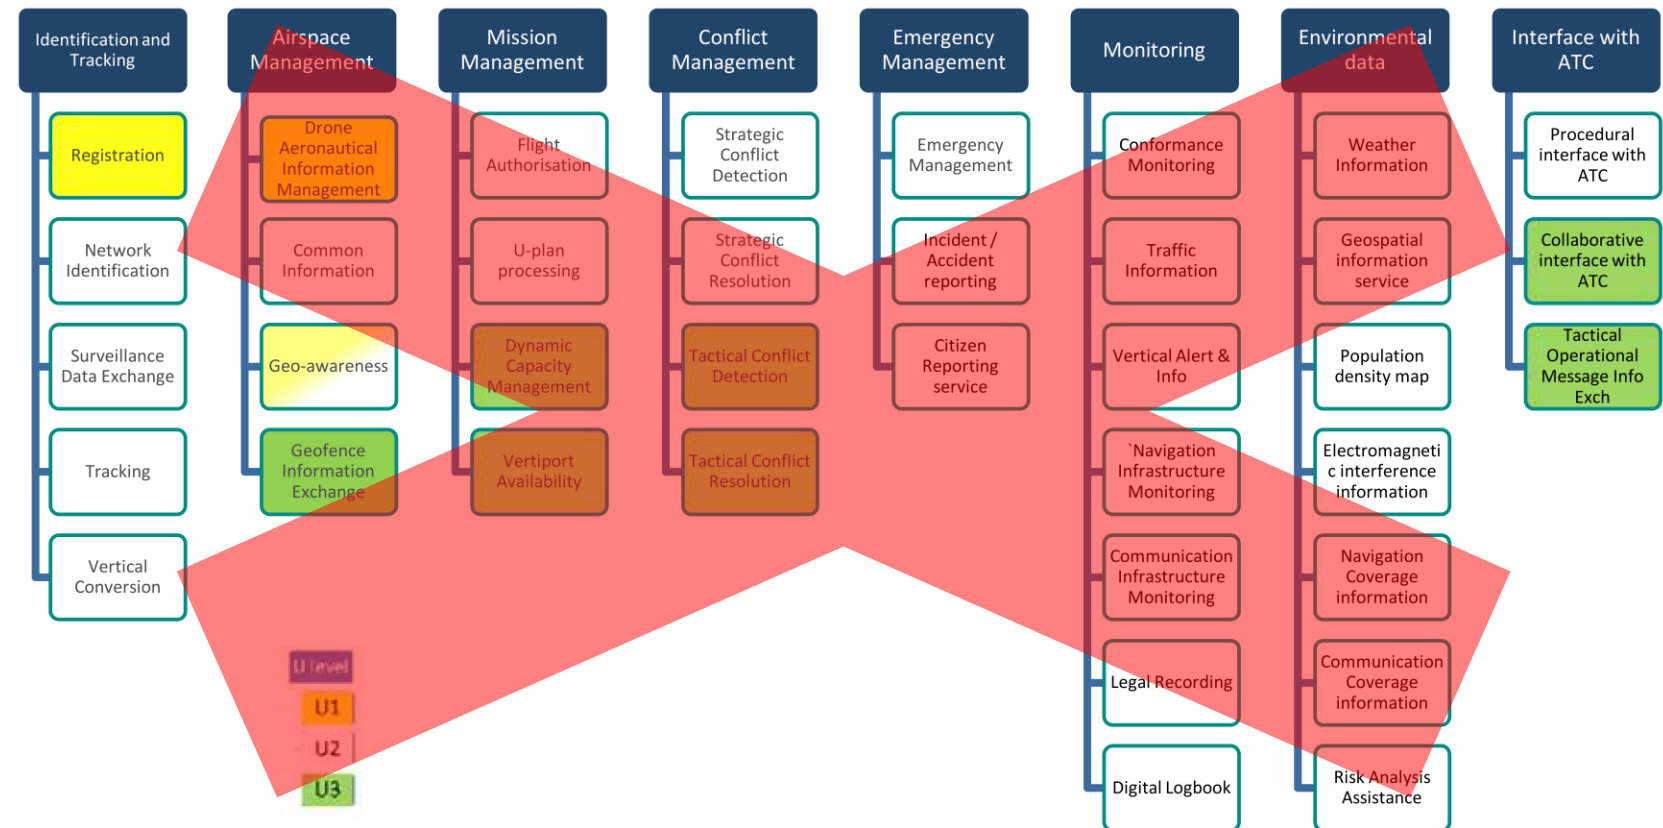 Identification and
Tracking
Registration
Network
Identification
Surveillance
Data Exchange
Tracking
Vertical
Conversion
Airspace
Management
Drone
Aeronautical
Information
Management
Common
Information
Geo-awareness
Geofence
Information
Exchange
Mission
Management
Flight
Authorisation
U-plan
processing
Dynamic
Capacity
Management
Vertiport
Availability
Conflict
Management
Strategic
Conflict
Detection
Strategic
Conflict
Resolution
Tactical Conflict
Detection
Tactical Conflict
Resolution
Emergency
Management
Emergency
Management
Incident /
Accident
reporting
Citizen
Reporting
service
Monitoring
Conformance
Monitoring
Traffic
Information
Vertical Alert &
Info
`Navigation
Infrastructure
Monitoring
Communication
Infrastructure
Monitoring
Legal Recording
Digital Logbook
Environmental
data
Weather
Information
Geospatial
information
service
Population
density map
Electromagneti
c interference
information
Navigation
Coverage
information
Communication
Coverage
information
Risk Analysis
Assistance
Interface with
ATC
Procedural
interface with
ATC
Collaborative
interface with
ATC
Tactical
Operational
Message Info
Exch
U level
U1
U2
U3